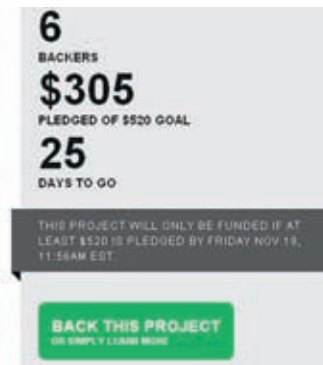 6
BACKERS
$305
PLEDGED OF $520 GOAL
25
DAYS TO GO
THIS PROJECT WILL ONLY BE FUNDED IF AT
LEAST $520 IS PLEDGED BY FRIDAY NOV 18,
11:56AM EST.
BACK THIS PROJECT
OR SIMPLY LEARN MORE